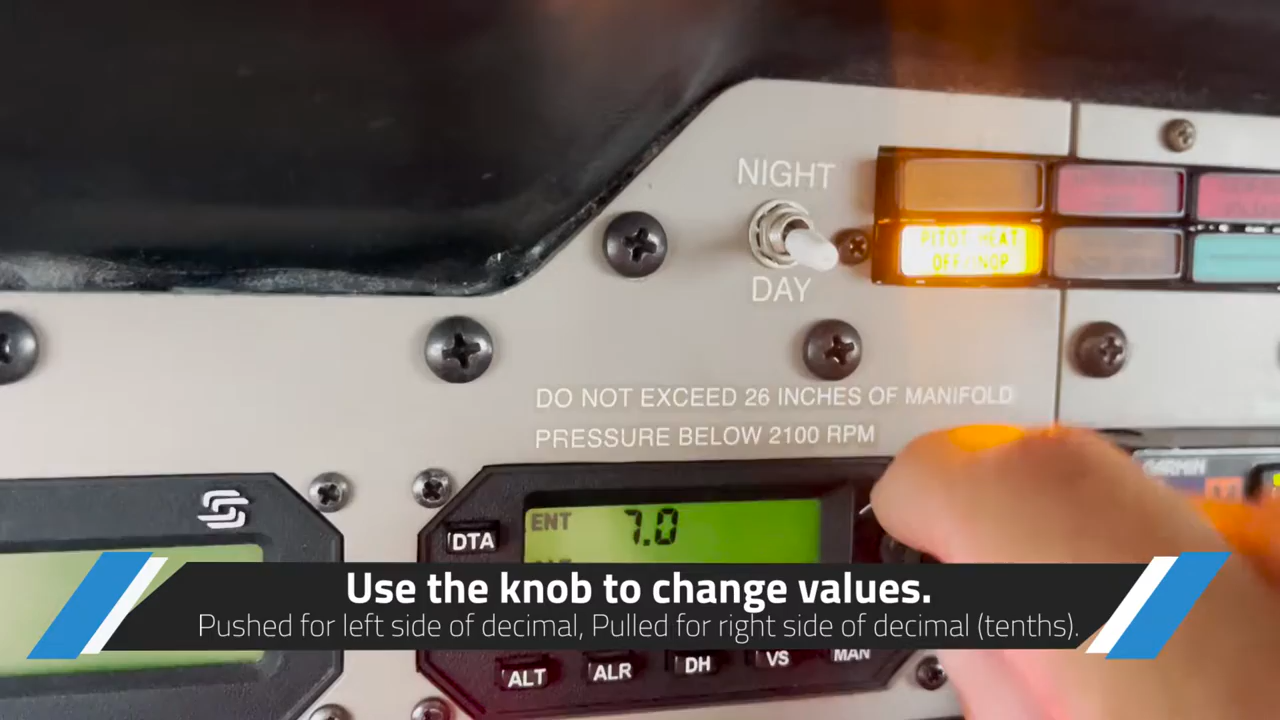 NIGHT
PITOT HEAT
OFF/INOP
DAY
DO NOT EXCEED 26 INCHES OF MANIFOLD
PRESSURE BELOW 2100 RPM
GARMIN
DTA
ENT 7.0
Use the knob to change values.
Pushed for left side of decimal, Pulled for right side of decimal (tenths).
ALT ALR DH VS MAN